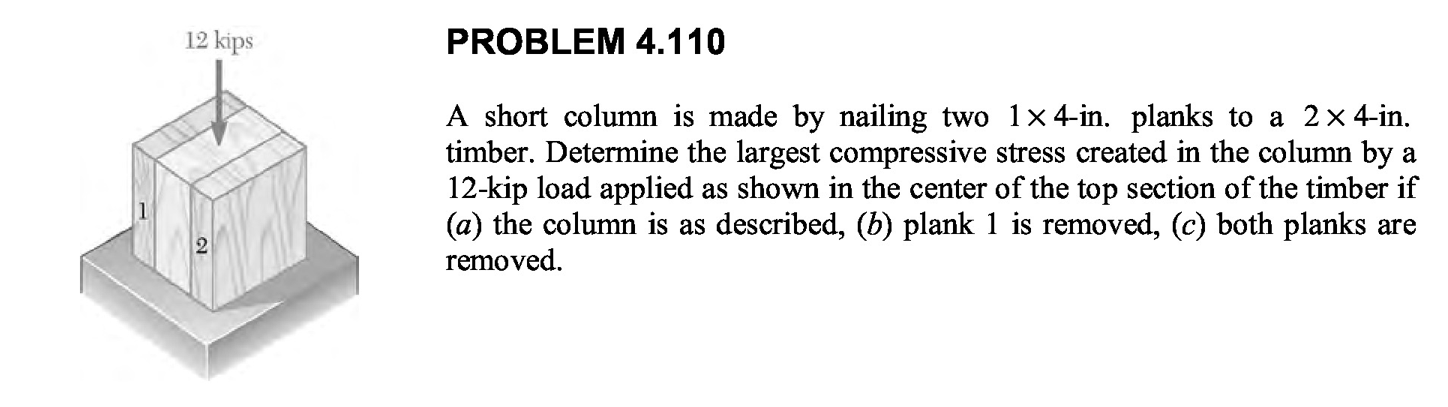 12 kips
1
2
PROBLEM 4.110
A short column is made by nailing two 1 × 4-in. planks to a 2 × 4-in.
timber. Determine the largest compressive stress created in the column by a
12-kip load applied as shown in the center of the top section of the timber if
(a) the column is as described, (b) plank 1 is removed, (c) both planks are
removed.